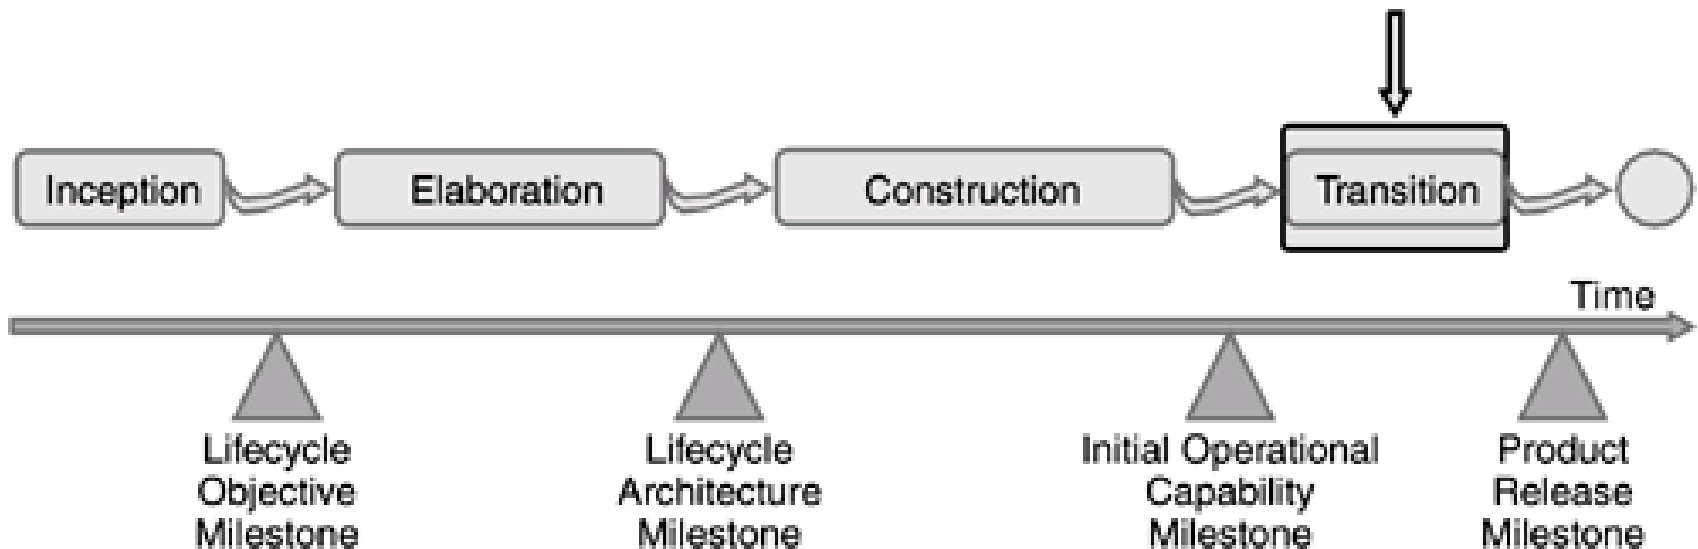 Inception
Elaboration
Construction
Transition
Time
Lifecycle
Objective
Milestone
Lifecycle
Architecture
Milestone
Initial Operational
Capability
Milestone
Product
Release
Milestone